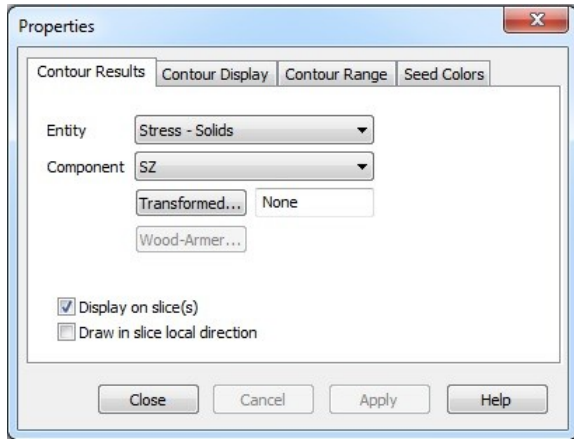 Properties
Contour Results Contour Display Contour Range Seed Colors
Entity Stress - Solids
Component SZ
Transformed... None
Wood-Armer...
Display on slice(s)
Draw in slice local direction
Close Cancel Apply Help